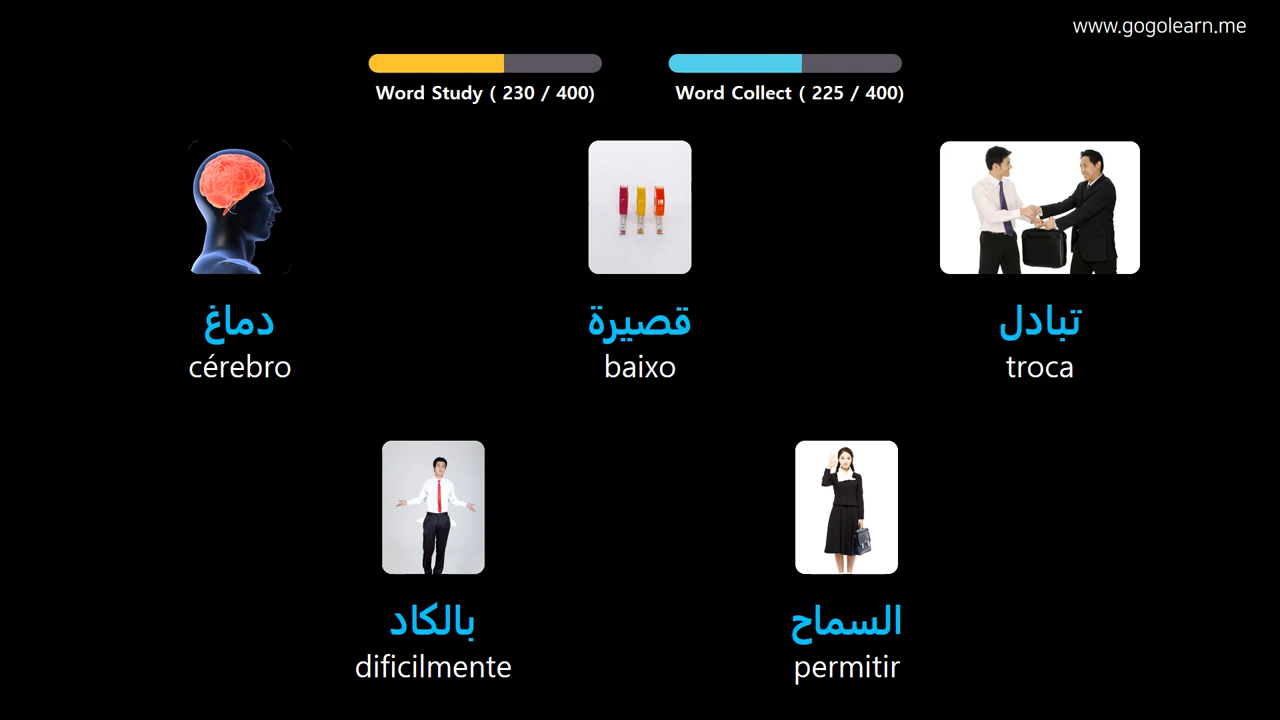 www.gogolearn.me
Word Study ( 230 / 400)
Word Collect ( 225 / 400)
دماغ
cérebro
قصيرة
baixo
تبادل
troca
بالكاد
dificilmente
السماح
permitir